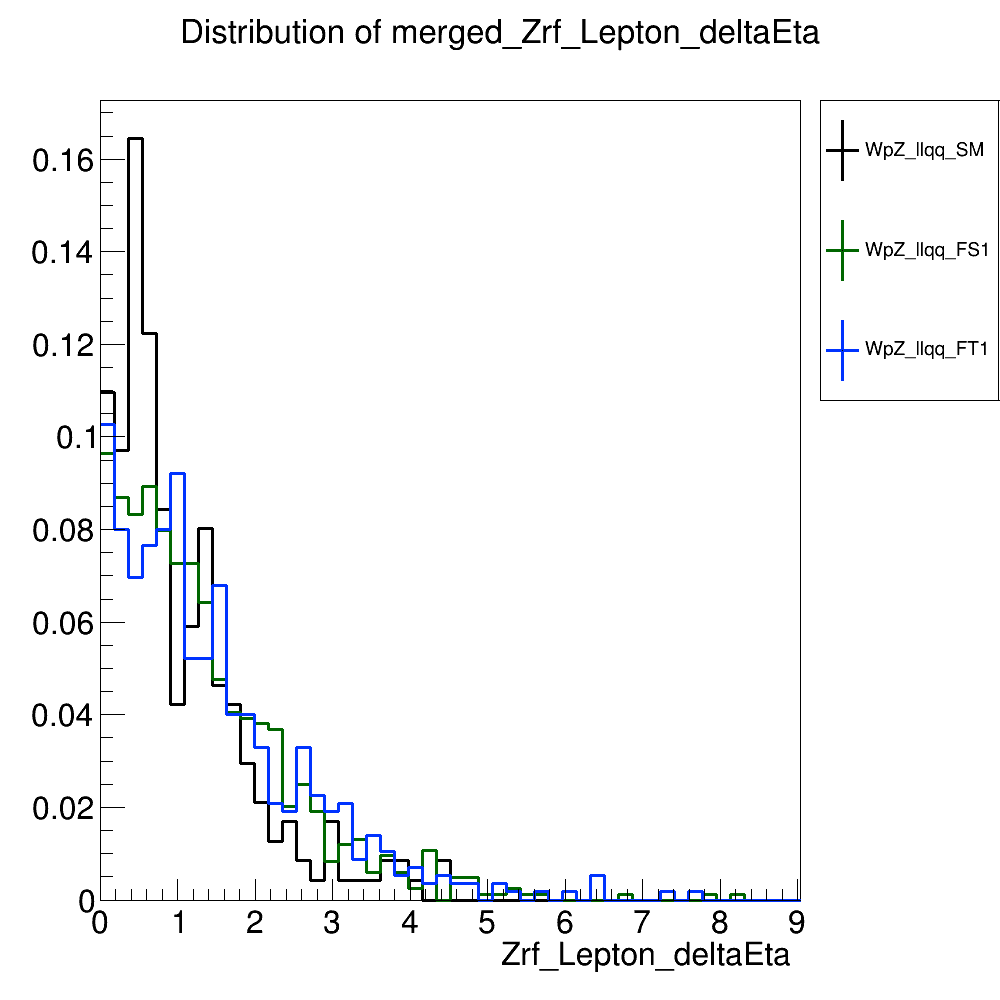 Distribution of merged_Zrf_Lepton_deltaEta
WpZ_llqq_SM
WpZ_llqq_FS1
WpZ_llqq_FT1
0.16
0.14
0.12
0.1
0.08
0.06
0.04
0.02
0
0 1 2 3 4 5 6 7 8 9
Zrf_Lepton_deltaEta